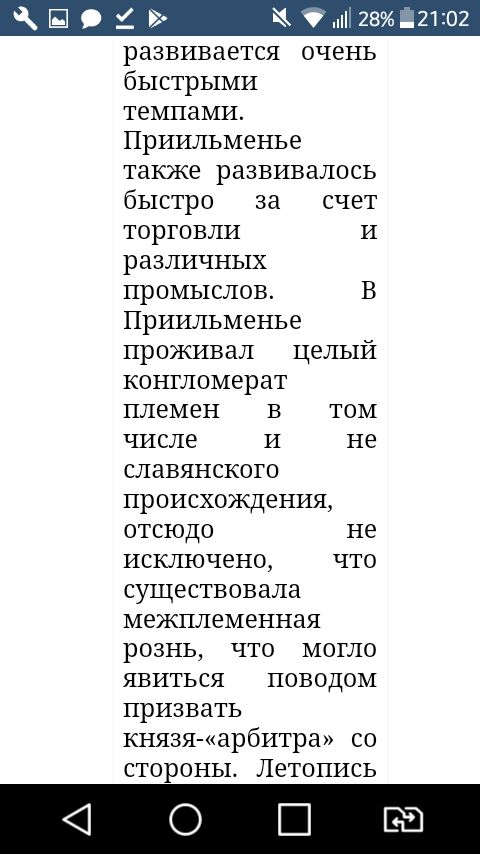 28% 21:02
развивается очень
быстрыми
темпами.
Приильменье
также развивалось
быстро за счет
торговли и
различных
промыслов. В
Приильменье
проживал целый
конгломерат
племен в том
числе и не
славянского
происхождения,
отсюдо не
исключено, что
существовала
межплеменная
рознь, что могло
явиться поводом
призвать
князя-«арбитра» со
стороны. Летопись